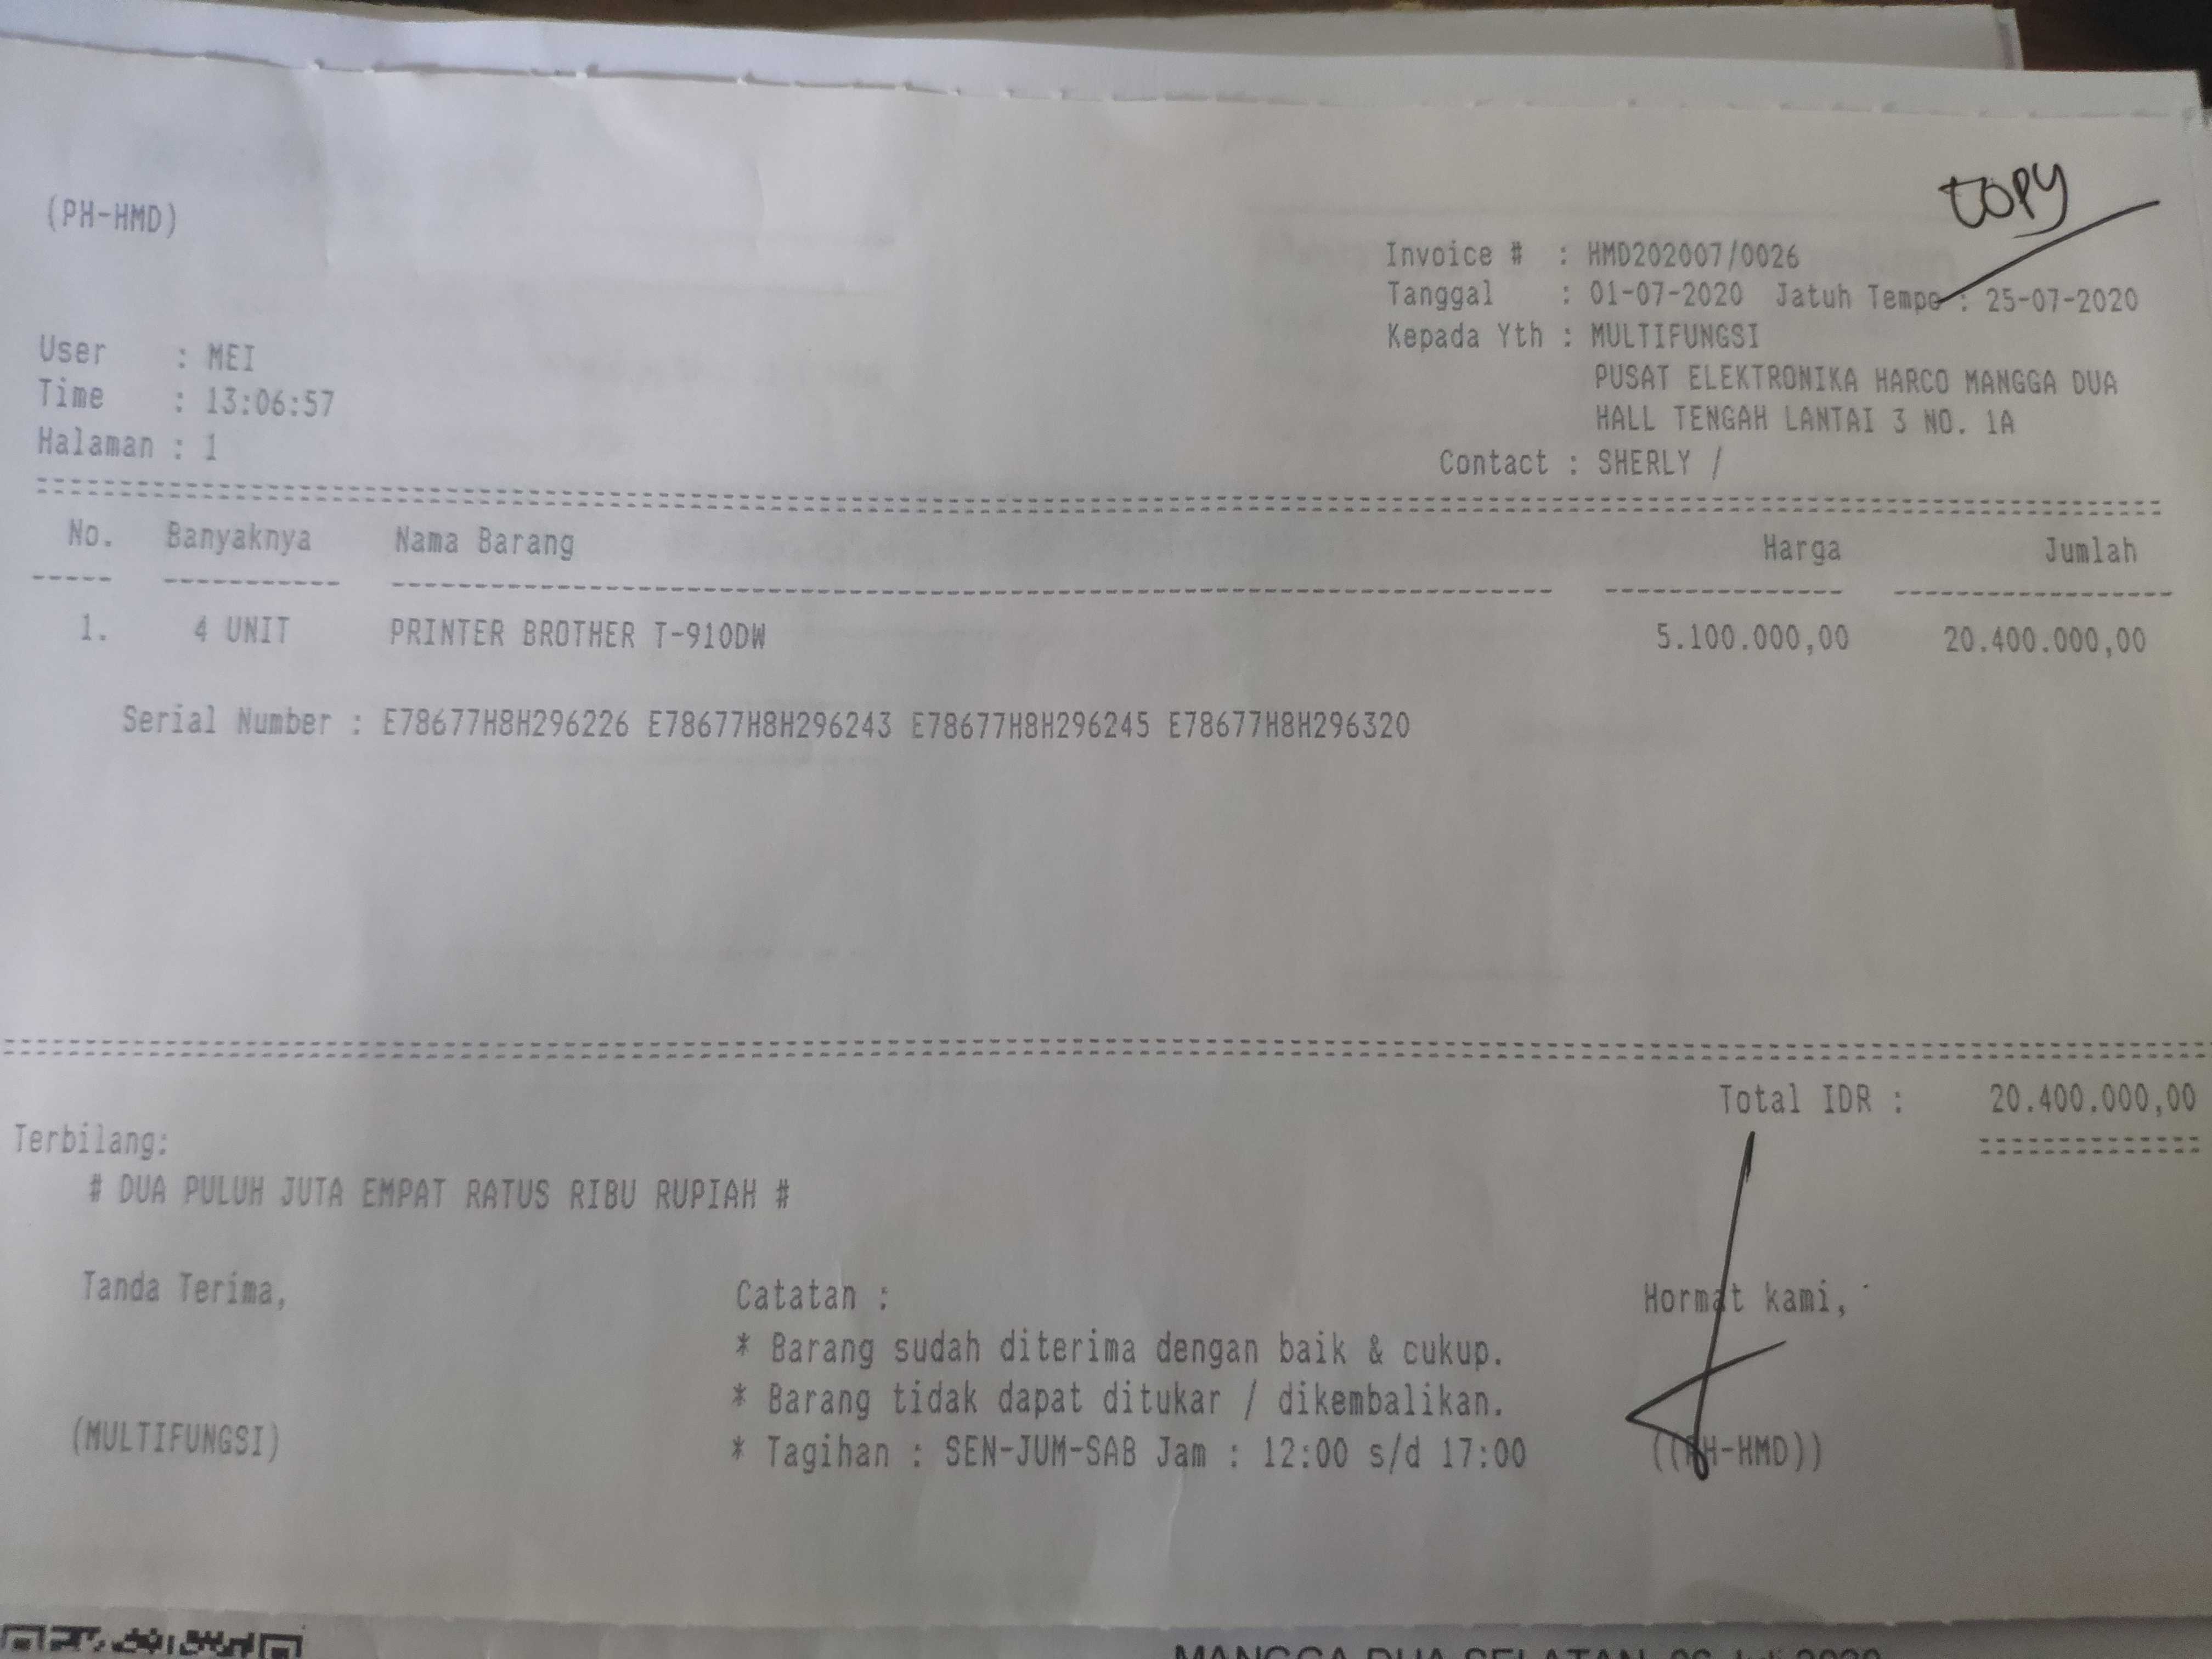 COPY
(PH-HMD)
Invoice # : HMD202007/0026
Tanggal : 01-07-2020 Jatuh Tempo : 25-07-2020
Kepada Yth : MULTIFUNGSI
PUSAT ELEKTRONIKA HARCO MANGGA DUA
HALL TENGAH LANTAI 3 NO. 1A
Contact : SHERLY /
User : MEI
Time : 13:06:57
Halaman : 1
No. Banyaknya Nama Barang Harga Jumlah
1. 4 UNIT PRINTER BROTHER T-910DW 5.100.000,00 20.400.000,00
Serial Number : E78677H8H296226 E78677H8H296243 E78677H8H296245 E78677H8H296320
Total IDR : 20.400.000,00
Terbilang:
# DUA PULUH JUTA EMPAT RATUS RIBU RUPIAH #
Tanda Terima, Catatan : Hormat kami,
* Barang sudah diterima dengan baik & cukup.
* Barang tidak dapat ditukar / dikembalikan.
(MULTIFUNGSI) * Tagihan : SEN-JUM-SAB Jam : 12:00 s/d 17:00 ((PH-HMD))
MANGGA DUA SELATAN,